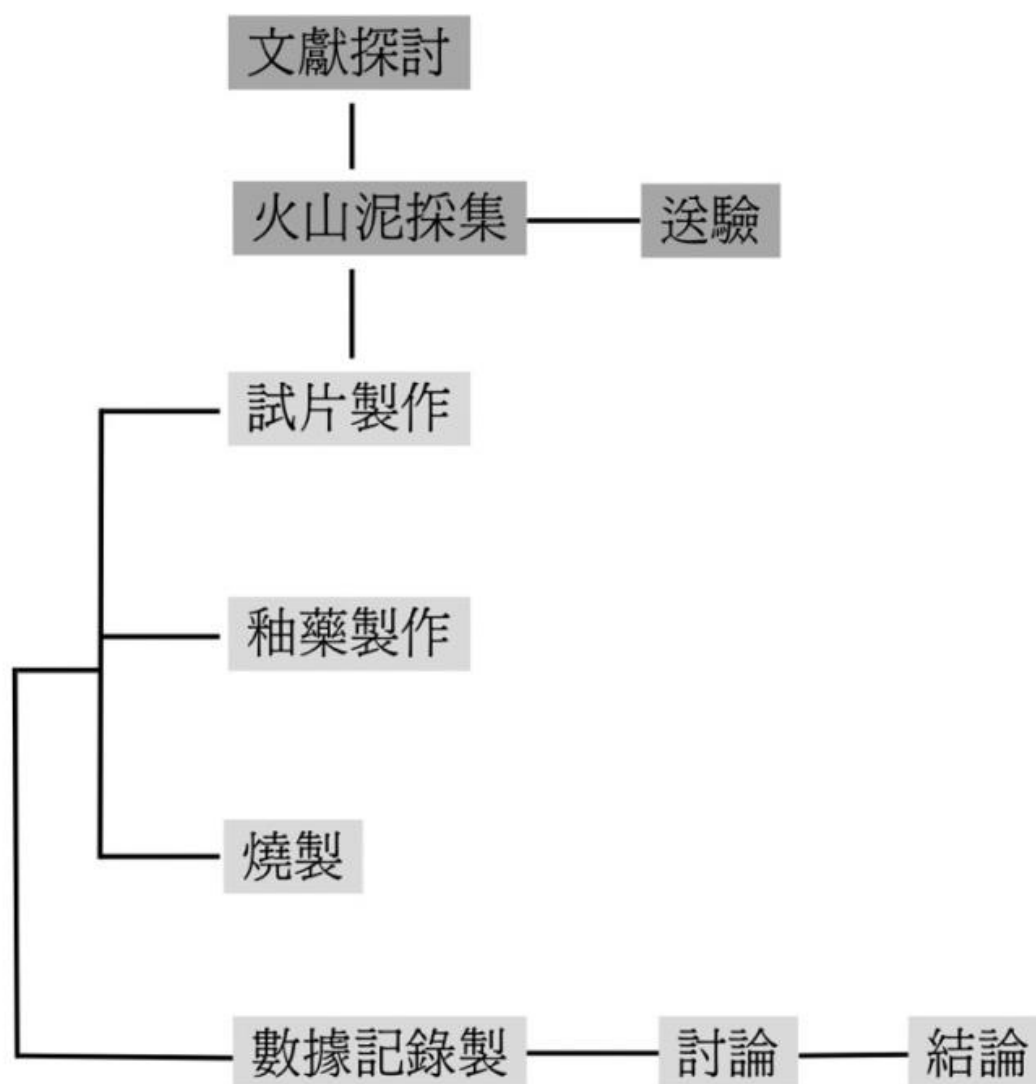 文獻探討
火山泥採集
送驗
試片製作
釉藥製作
燒製
數據記錄製
討論
結論